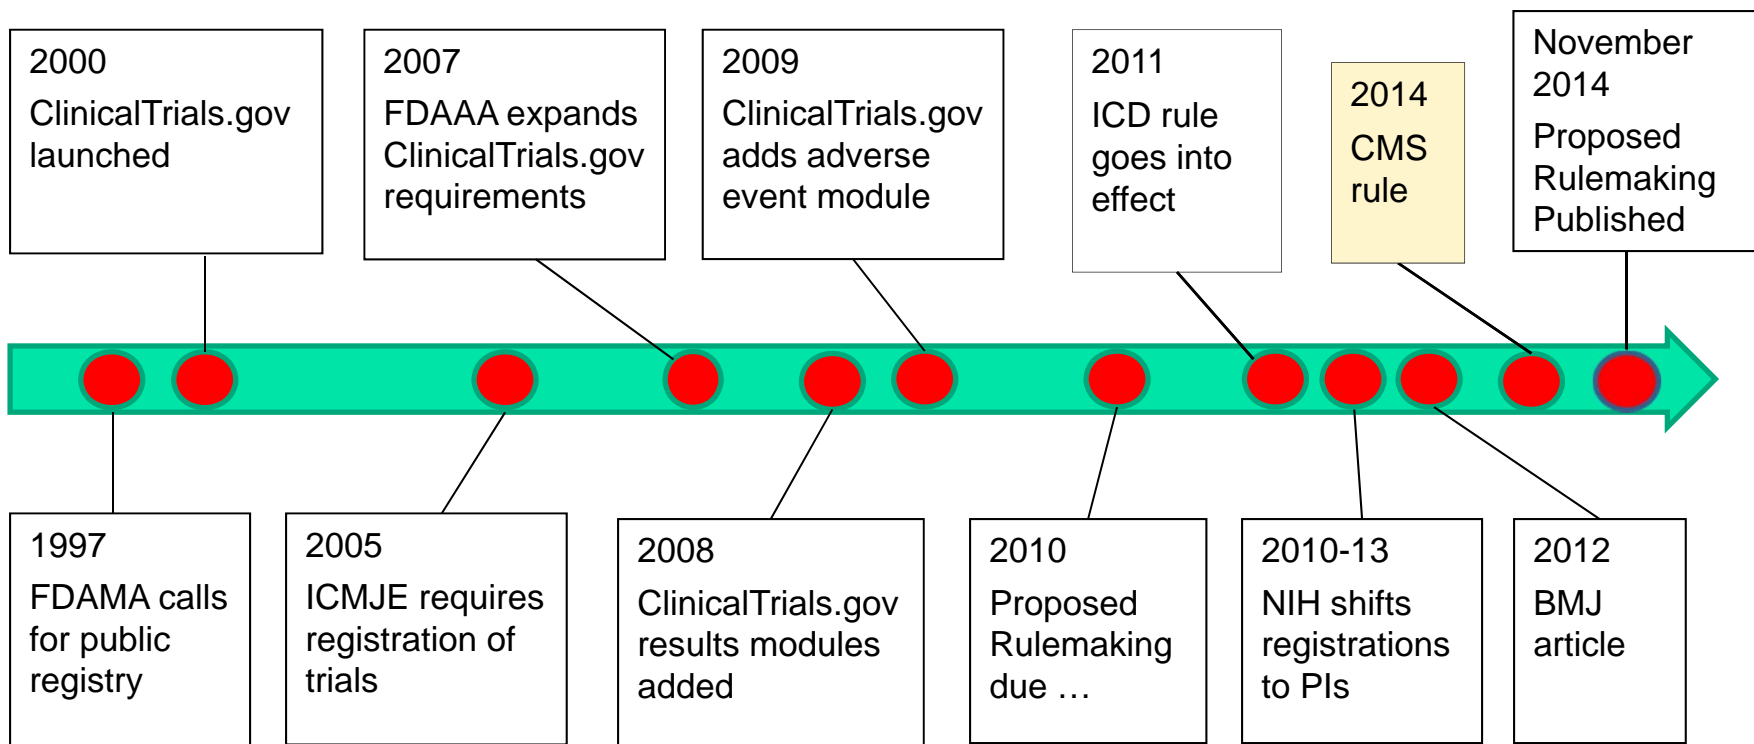 2000
ClinicalTrials.gov
launched
2007
FDAAA expands
ClinicalTrials.gov
requirements
2009
ClinicalTrials.gov
adds adverse
event module
2011
ICD rule
goes into
effect
2014
CMS
rule
November
2014
Proposed
Rulemaking
Published
1997
FDAMA calls
for public
registry
2005
ICMJE requires
registration of
trials
2008
ClinicalTrials.gov
results modules
added
2010
Proposed
Rulemaking
due …
2010-13
NIH shifts
registrations
to PIs
2012
BMJ
article